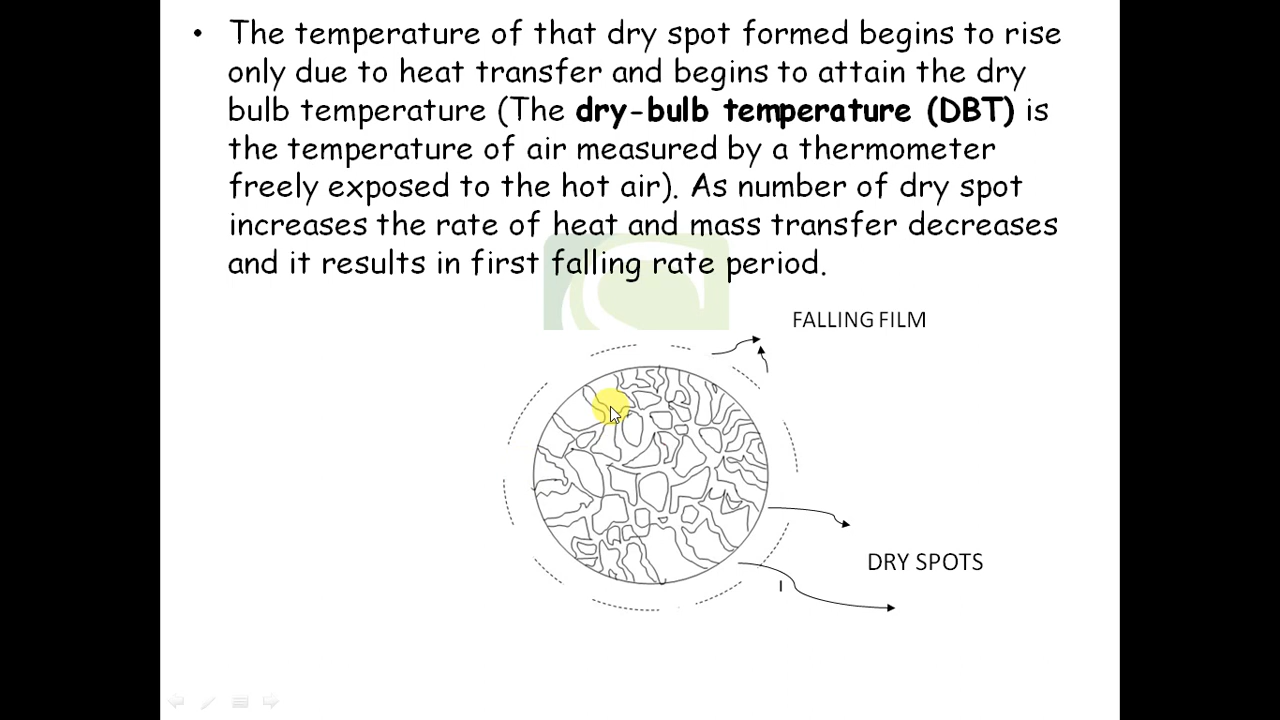 • The temperature of that dry spot formed begins to rise
only due to heat transfer and begins to attain the dry
bulb temperature (The dry-bulb temperature (DBT) is
the temperature of air measured by a thermometer
freely exposed to the hot air). As number of dry spot
increases the rate of heat and mass transfer decreases
and it results in first falling rate period.
FALLING FILM
DRY SPOTS